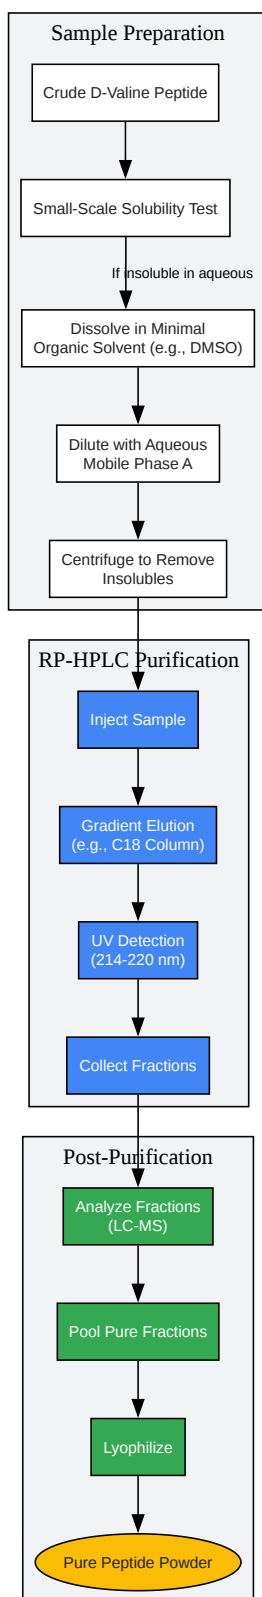 Sample Preparation
Crude D-Valine Peptide
Small-Scale Solubility Test
If insoluble in aqueous
Dissolve in Minimal
Organic Solvent (e.g., DMSO)
Dilute with Aqueous
Mobile Phase A
Centrifuge to Remove
Insolubles
RP-HPLC Purification
Inject Sample
Gradient Elution
(e.g., C18 Column)
UV Detection
(214-220 nm)
Collect Fractions
Post-Purification
Analyze Fractions
(LC-MS)
Pool Pure Fractions
Lyophilize
Pure Peptide Powder